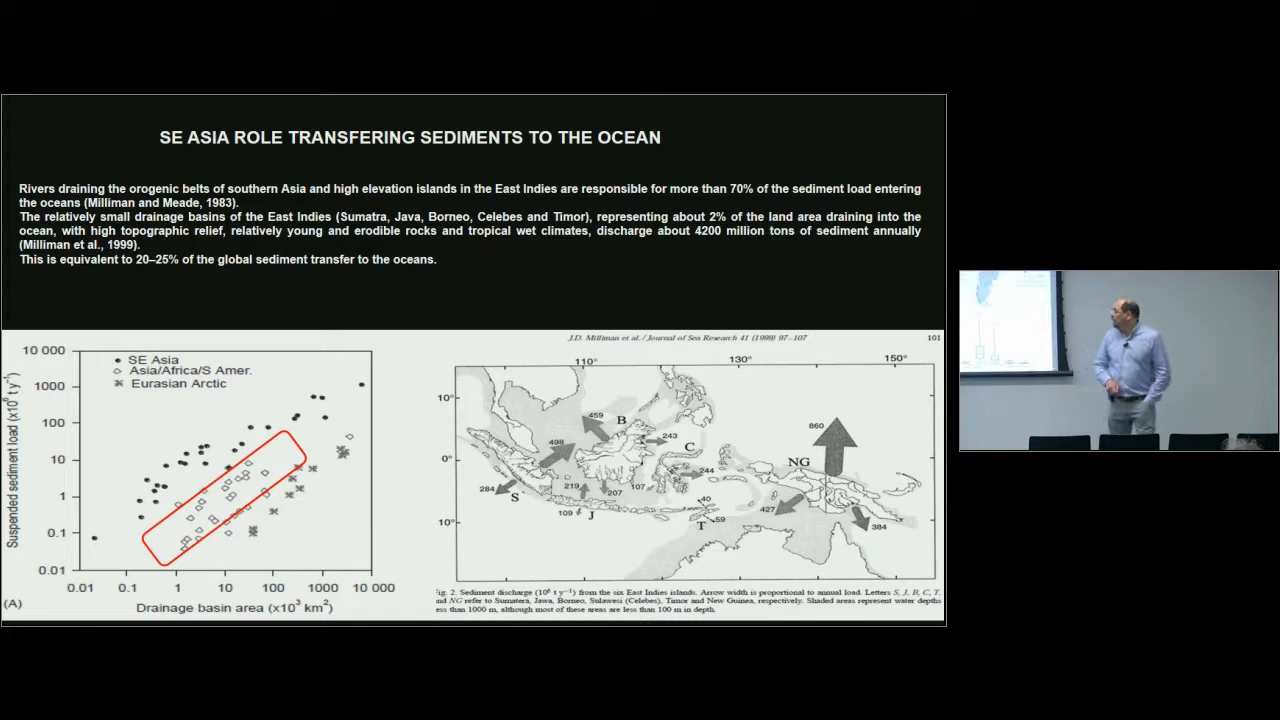 SE ASIA ROLE TRANSFERING SEDIMENTS TO THE OCEAN
Rivers draining the orogenic belts of southern Asia and high elevation islands in the East Indies are responsible for more than 70% of the sediment load entering
the oceans (Milliman and Meade, 1983).
The relatively small drainage basins of the East Indies (Sumatra, Java, Borneo, Celebes and Timor), representing about 2% of the land area draining into the
ocean, with high topographic relief, relatively young and erodible rocks and tropical wet climates, discharge about 4200 million tons of sediment annually
(Milliman et al., 1999).
This is equivalent to 20–25% of the global sediment transfer to the oceans.
10 000
1000
100
10
1
0.1
0.01
Suspended sediment load (x10⁶ t y⁻¹)
SE Asia
Asia/Africa/S Amer.
Eurasian Arctic
0.01 0.1 1 10 100 1000 10 000
(A)
Drainage basin area (x10³ km²)
J.D. Milliman et al. / Journal of Sea Research 41 (1999) 97–107
101
110° 130° 150°
10°
0°
10°
459
B
498
243
C
244
860
NG
284
S
219
207
107
109
J
40
T
59
427
384
ig. 2. Sediment discharge (10⁶ t y⁻¹) from the six East Indies islands. Arrow width is proportional to annual load. Letters S, J, B, C, T,
nd NG refer to Sumatera, Jawa, Borneo, Sulawesi (Celebes), Timor and New Guinea, respectively. Shaded areas represent water depths
ess than 1000 m, although most of these areas are less than 100 m in depth.